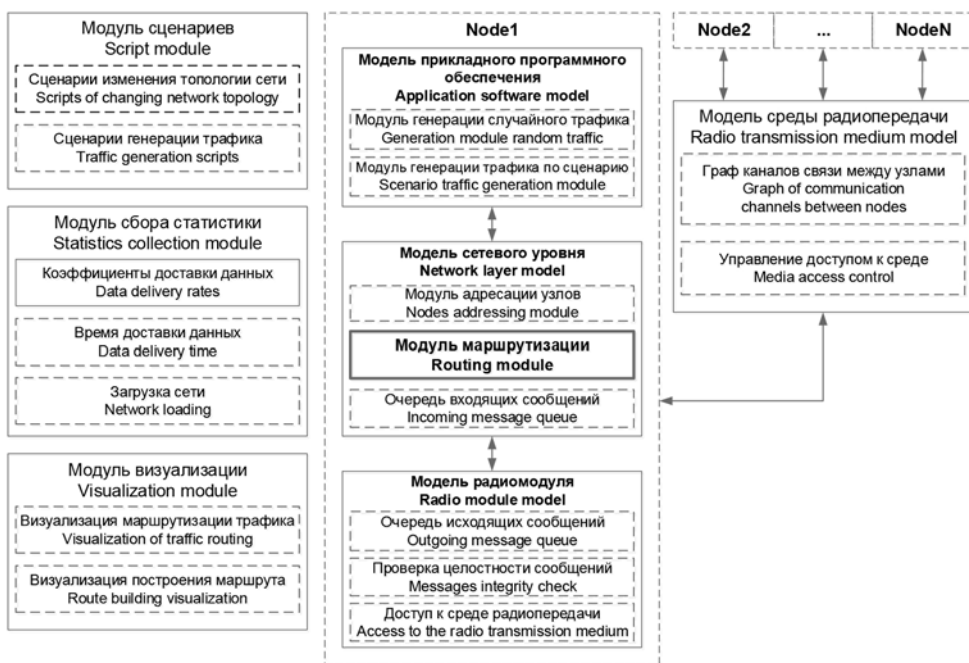 Модуль сценариев
Script module
Сценарии изменения топологии сети
Scripts of changing network topology
Сценарии генерации трафика
Traffic generation scripts
Модуль сбора статистики
Statistics collection module
Коэффициенты доставки данных
Data delivery rates
Время доставки данных
Data delivery time
Загрузка сети
Network loading
Модуль визуализации
Visualization module
Визуализация маршрутизации трафика
Visualization of traffic routing
Визуализация построения маршрута
Route building visualization
Node1
Модель прикладного программного
обеспечения
Application software model
Модуль генерации случайного трафика
Generation module random traffic
Модуль генерации трафика по сценарию
Scenario traffic generation module
Модель сетевого уровня
Network layer model
Модуль адресации узлов
Nodes addressing module
Модуль маршрутизации
Routing module
Очередь входящих сообщений
Incoming message queue
Модель радиомодуля
Radio module model
Очередь исходящих сообщений
Outgoing message queue
Проверка целостности сообщений
Messages integrity check
Доступ к среде радиопередачи
Access to the radio transmission medium
Node2
...
NodeN
Модель среды радиопередачи
Radio transmission medium model
Граф каналов связи между узлами
Graph of communication
channels between nodes
Управление доступом к среде
Media access control